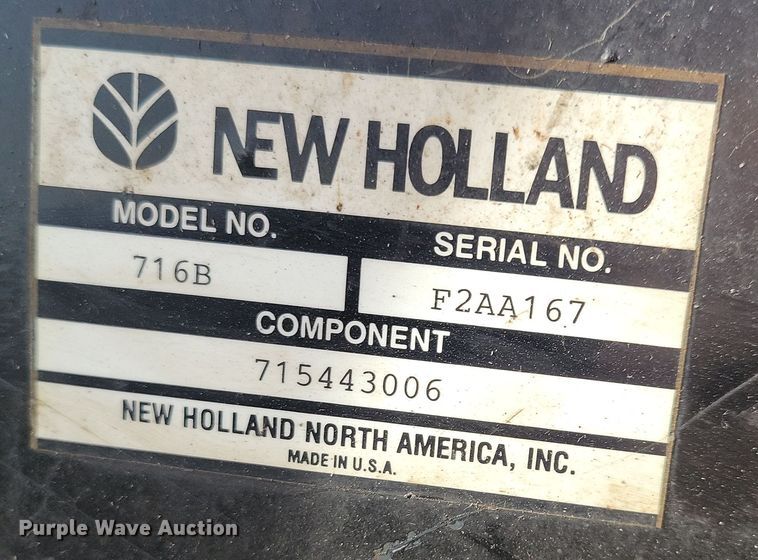 NEW HOLLAND
MODEL NO.
SERIAL NO.
716B
F2AA167
COMPONENT
715443006
NEW HOLLAND NORTH AMERICA, INC.
MADE IN U.S.A.
Purple Wave Auction